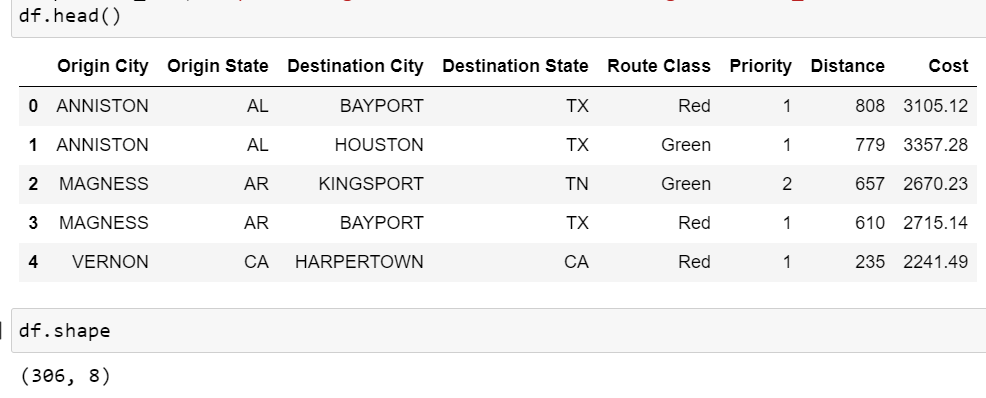 df.head()
Origin City Origin State Destination City Destination State Route Class Priority Distance Cost
0 ANNISTON AL BAYPORT TX Red 1 808 3105.12
1 ANNISTON AL HOUSTON TX Green 1 779 3357.28
2 MAGNESS AR KINGSPORT TN Green 2 657 2670.23
3 MAGNESS AR BAYPORT TX Red 1 610 2715.14
4 VERNON CA HARPERTOWN CA Red 1 235 2241.49
df.shape
(306, 8)